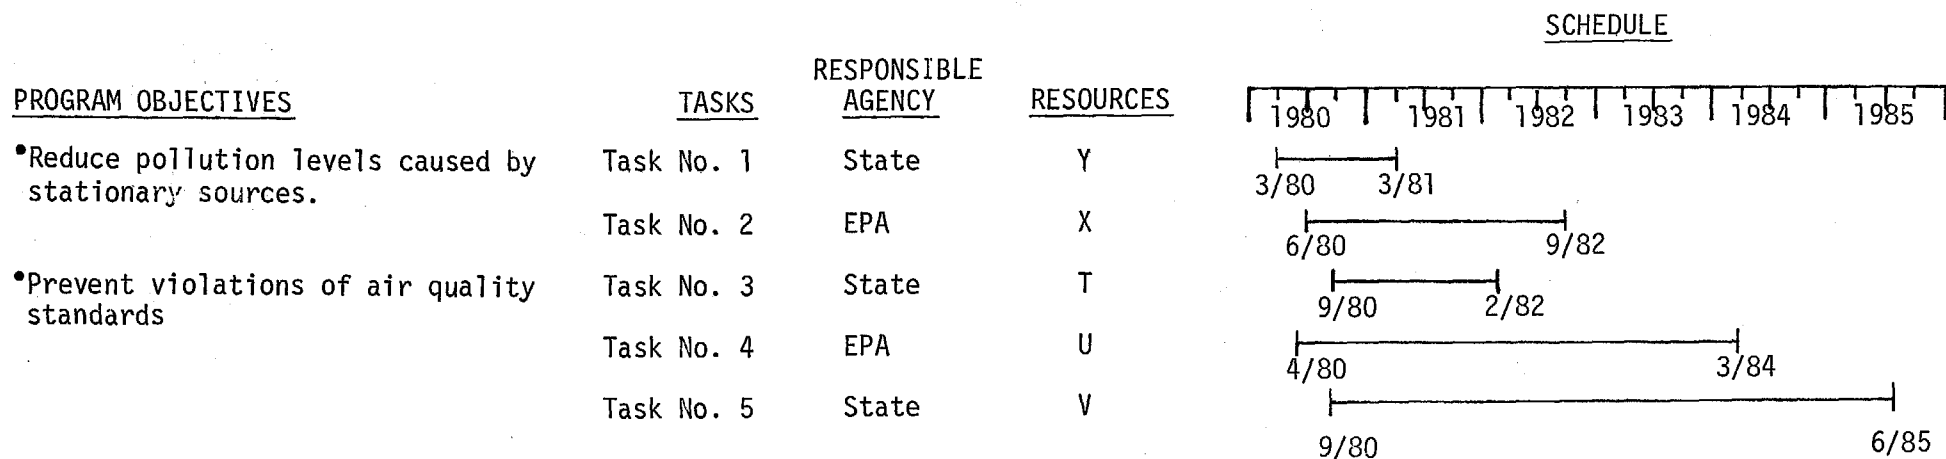 SCHEDULE
RESPONSIBLE
PROGRAM OBJECTIVES TASKS AGENCY RESOURCES
1980 1981 1982 1983 1984 1985
•Reduce pollution levels caused by Task No. 1 State Y
stationary sources. 3/80 3/81
Task No. 2 EPA X
6/80 9/82
•Prevent violations of air quality Task No. 3 State T
standards 9/80 2/82
Task No. 4 EPA U
4/80 3/84
Task No. 5 State V
9/80 6/85